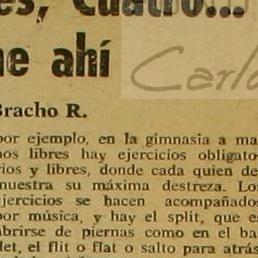 es, Cuatro...
ne ahí
Carlo
Bracho R.
por ejemplo, en la gimnasia a ma
nos libres hay ejercicios obligato
rios y libres, donde cada quien de
muestra su máxima destreza. Lo
ejercicios se hacen acompañado
por música, y hay el split, que e
abrirse de piernas como en el ba
let, el flit o flat o salto para atrás